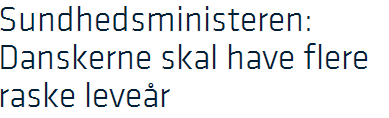 Sundhedsministeren:
Danskerne skal have flere
raske leveår